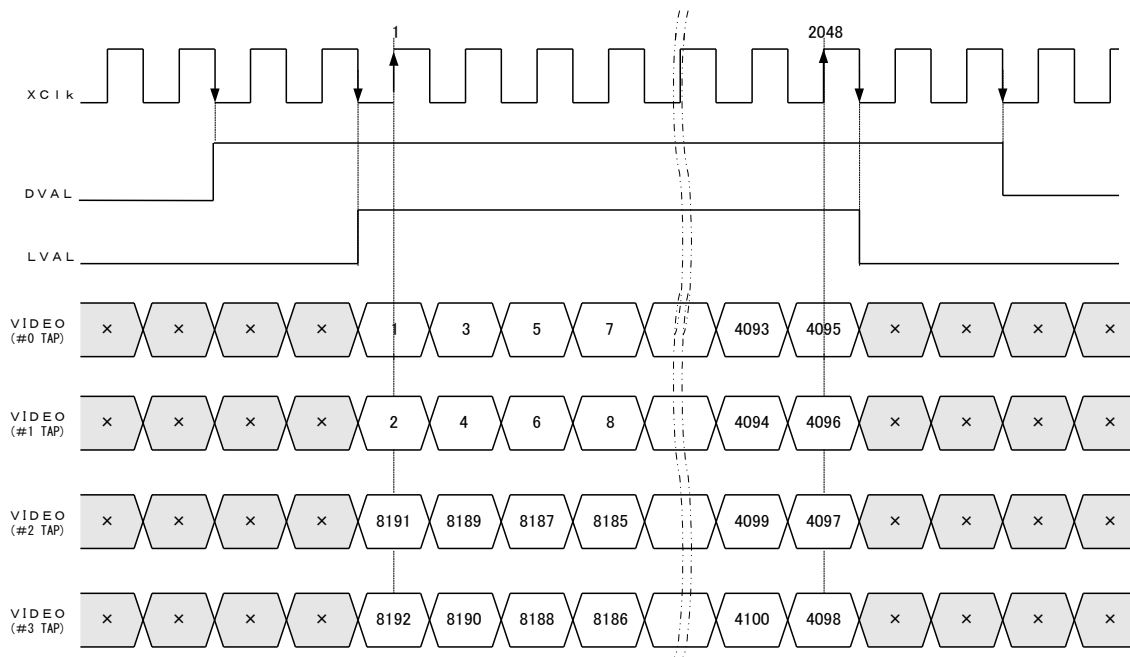 1 2048
XClk
DVAL
LVAL
VIDEO × × × × 1 3 5 7 4093 4095 × × × ×
(#0 TAP)
VIDEO × × × × 2 4 6 8 4094 4096 × × × ×
(#1 TAP)
VIDEO × × × × 8191 8189 8187 8185 4099 4097 × × × ×
(#2 TAP)
VIDEO × × × × 8192 8190 8188 8186 4100 4098 × × × ×
(#3 TAP)